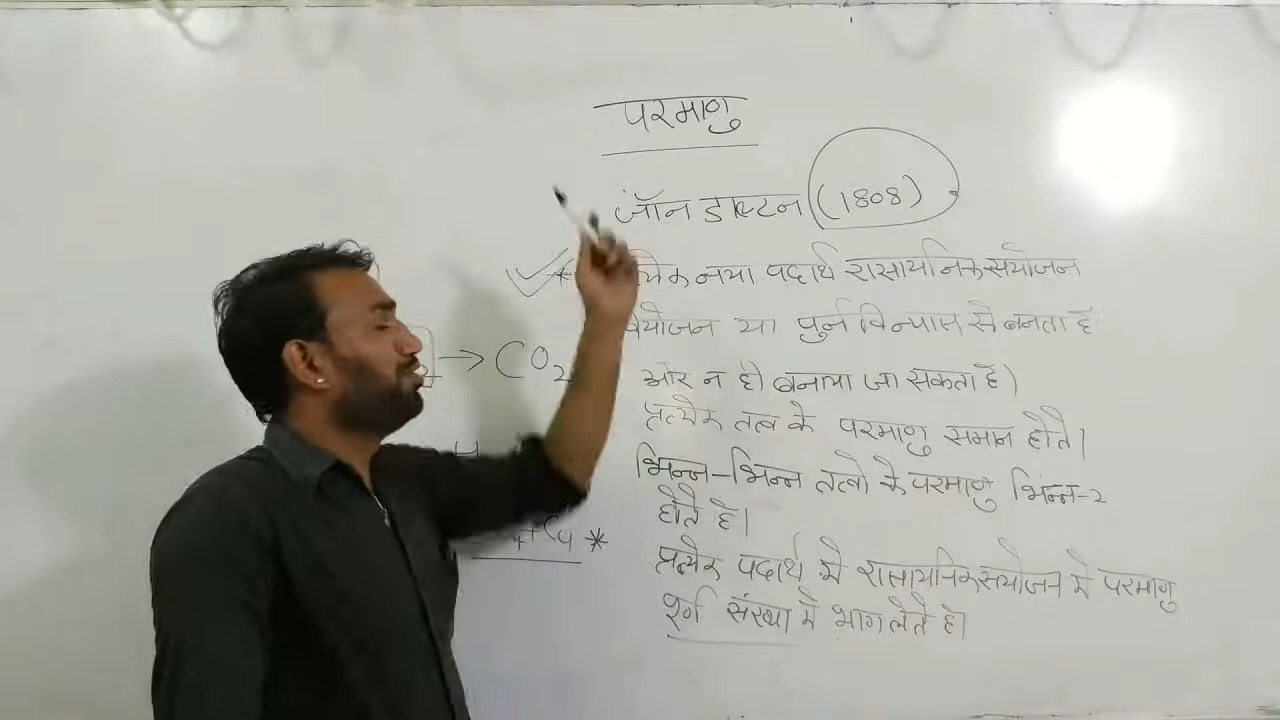 परमाणु
जॉन डाल्टन (1808)
नया पदार्थ रासायनिक संयोजन
वियोजन या पुर्न विन्यास से बनता है
और न ही बनाया जा सकता है)
→ CO₂
प्रत्येक तत्व के परमाणु समान होते।
भिन्न-भिन्न तत्वो के परमाणु भिन्न-2
होते है।
*
प्रत्येक पदार्थ मे रासायनिक संयोजन मे परमाणु
संख्या मे भाग लेते है।